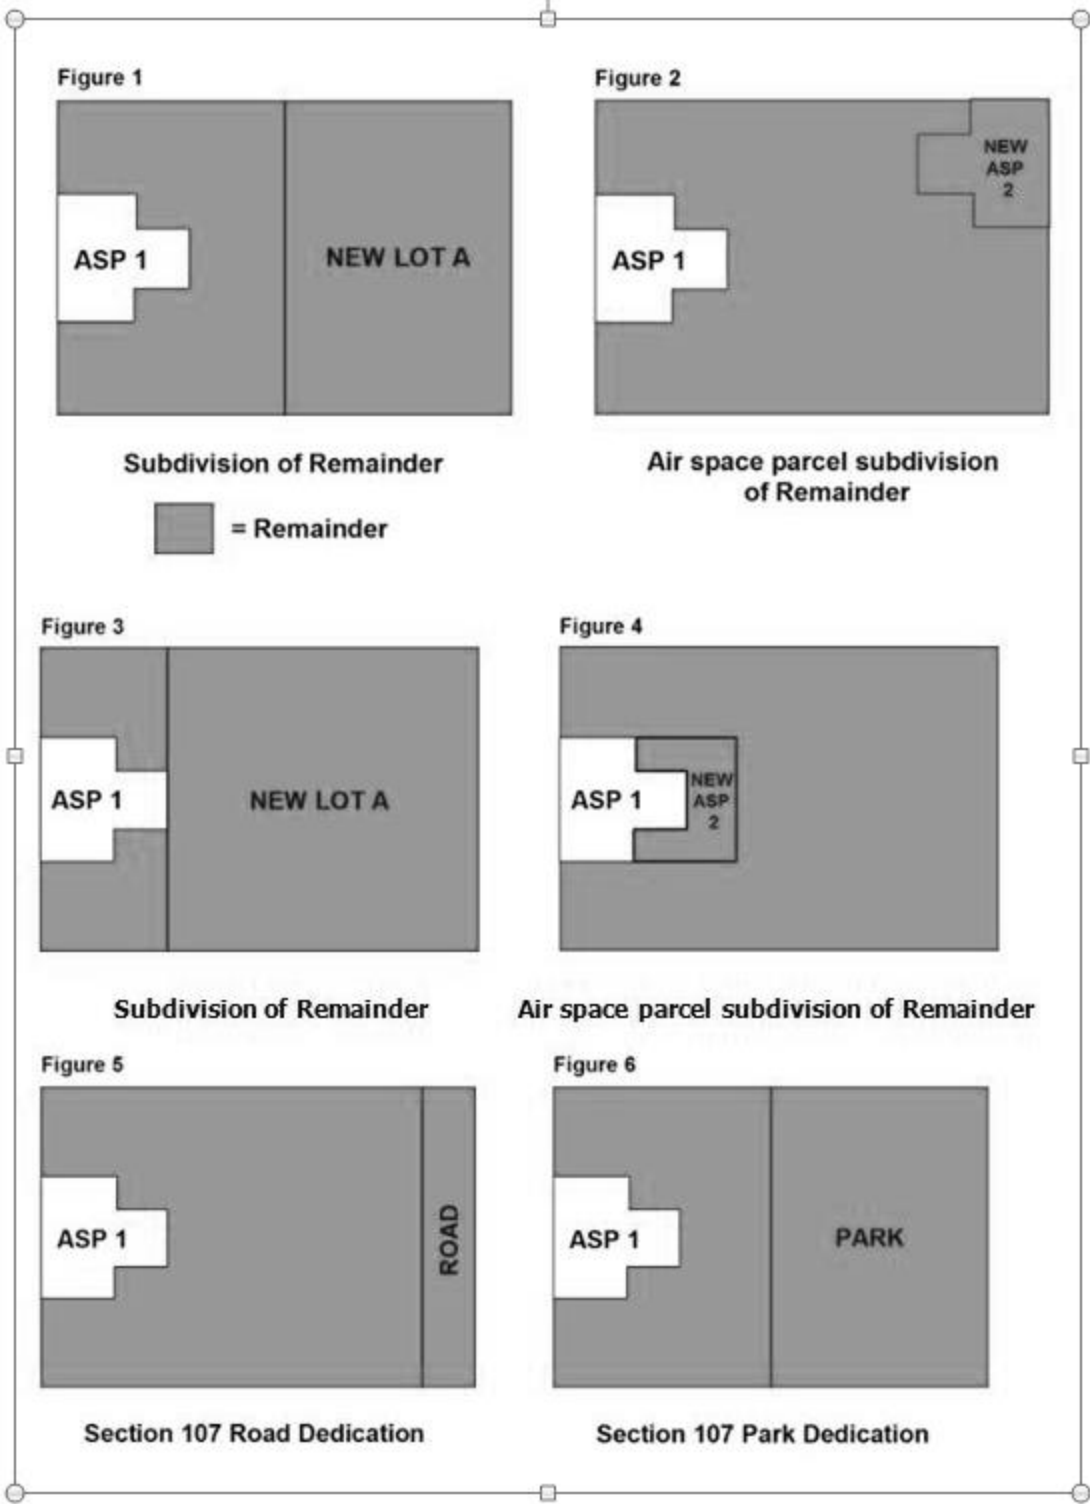 Figure 1
ASP 1
NEW LOT A
Subdivision of Remainder
= Remainder
Figure 2
ASP 1
NEW
ASP
2
Air space parcel subdivision
of Remainder
Figure 3
ASP 1
NEW LOT A
Subdivision of Remainder
Figure 4
ASP 1
NEW
ASP
2
Air space parcel subdivision of Remainder
Figure 5
ASP 1
ROAD
Section 107 Road Dedication
Figure 6
ASP 1
PARK
Section 107 Park Dedication